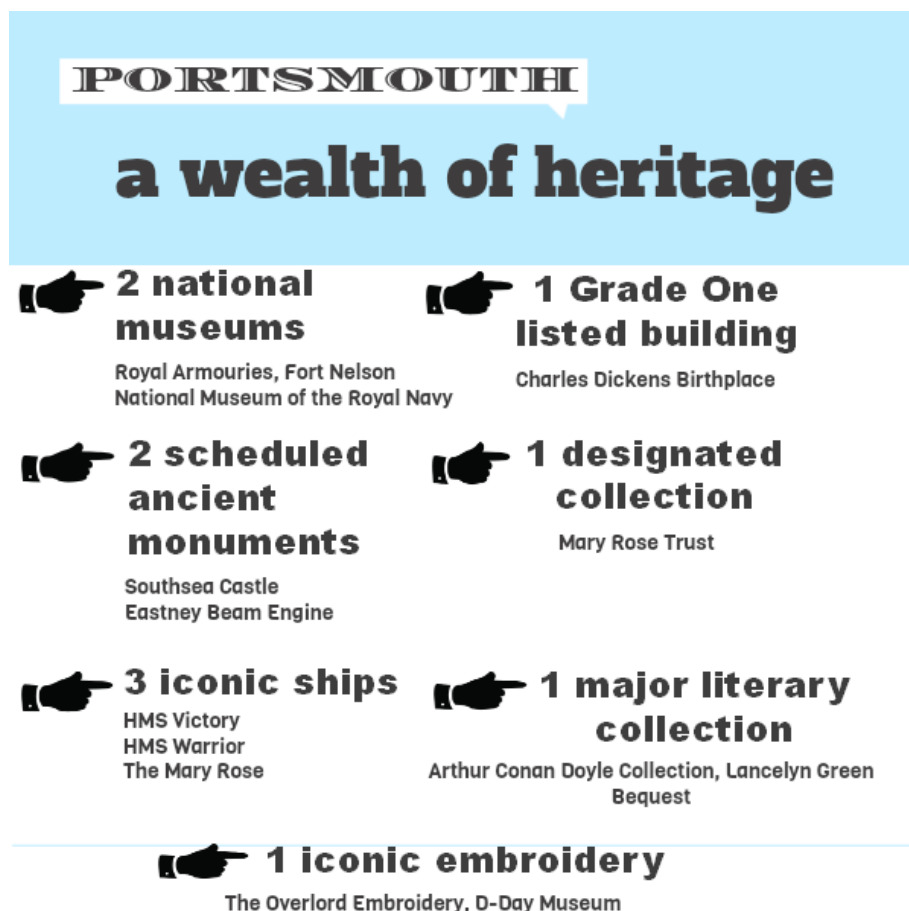 PORTSMOUTH
a wealth of heritage
2 national
museums
Royal Armouries, Fort Nelson
National Museum of the Royal Navy
1 Grade One
listed building
Charles Dickens Birthplace
2 scheduled
ancient
monuments
Southsea Castle
Eastney Beam Engine
1 designated
collection
Mary Rose Trust
3 iconic ships
HMS Victory
HMS Warrior
The Mary Rose
1 major literary
collection
Arthur Conan Doyle Collection, Lancelyn Green
Bequest
1 iconic embroidery
The Overlord Embroidery, D-Day Museum